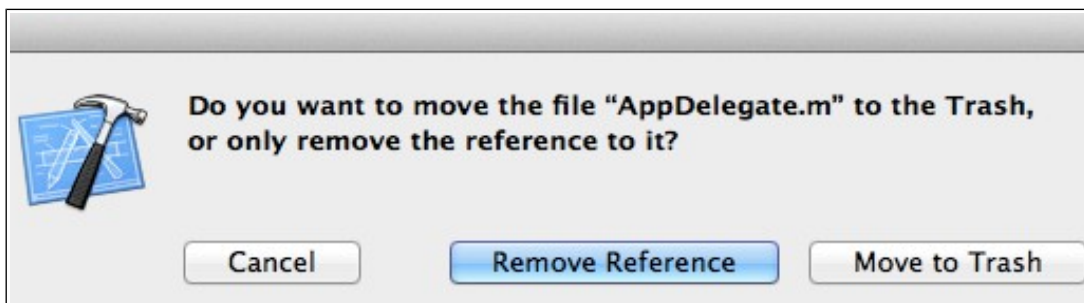 Do you want to move the file “AppDelegate.m” to the Trash,
or only remove the reference to it?
Cancel
Remove Reference
Move to Trash